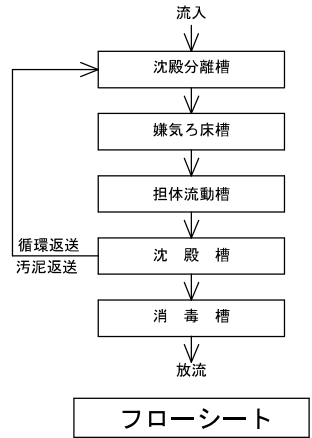 流入
沈殿分離槽
嫌気ろ床槽
担体流動槽
循環返送
汚泥返送
沈　殿　槽
消　毒　槽
放流
フローシート